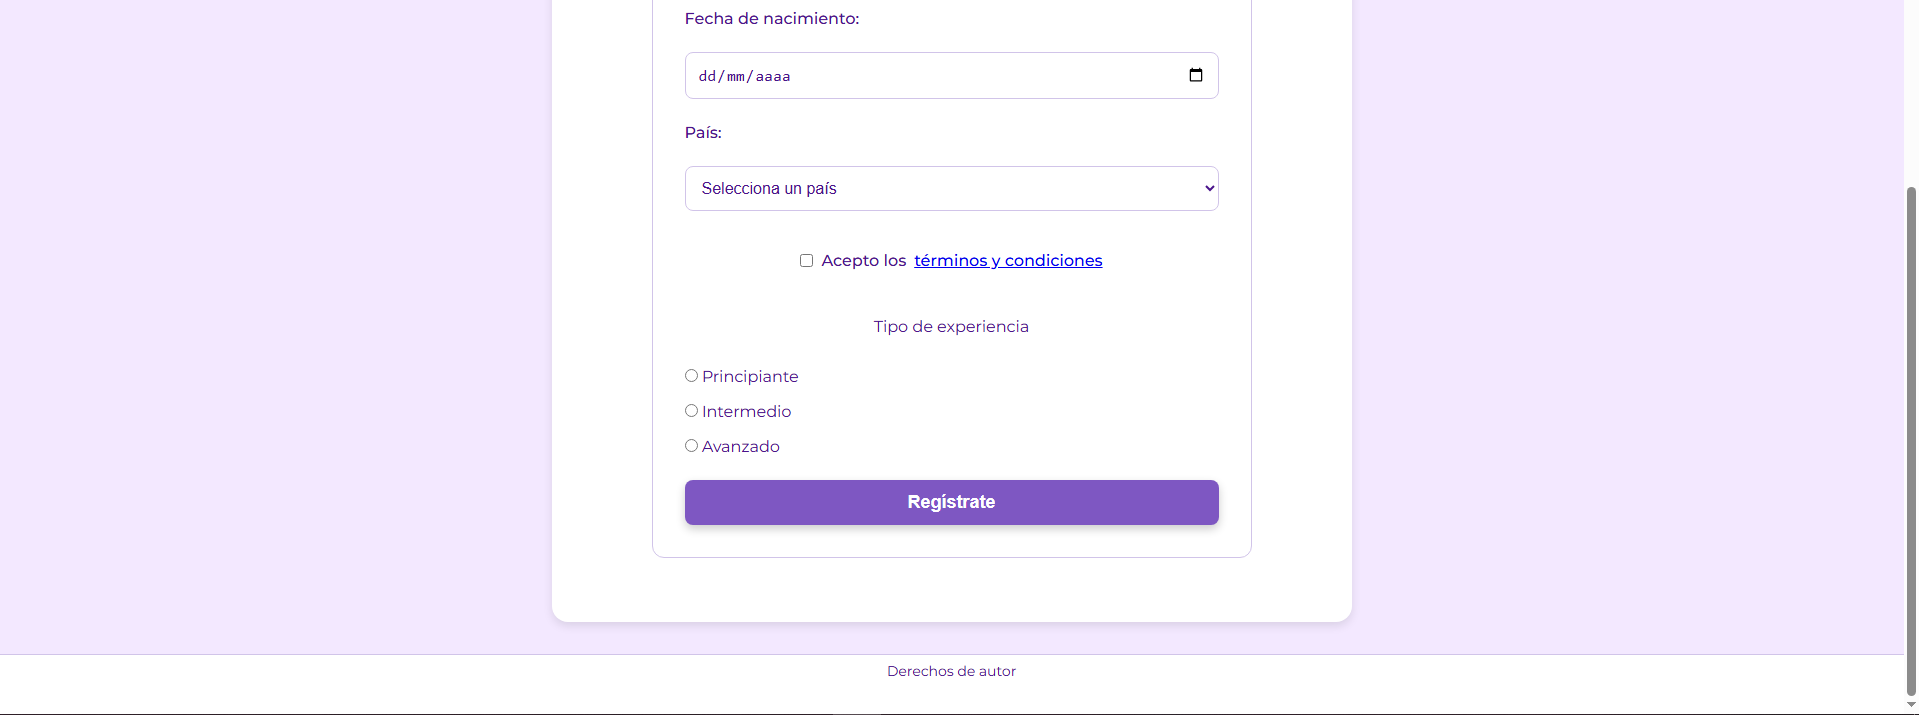 Fecha de nacimiento:
dd/mm/aaaa
País:
Selecciona un país
Acepto los términos y condiciones
Tipo de experiencia
Principiante
Intermedio
Avanzado
Regístrate
Derechos de autor